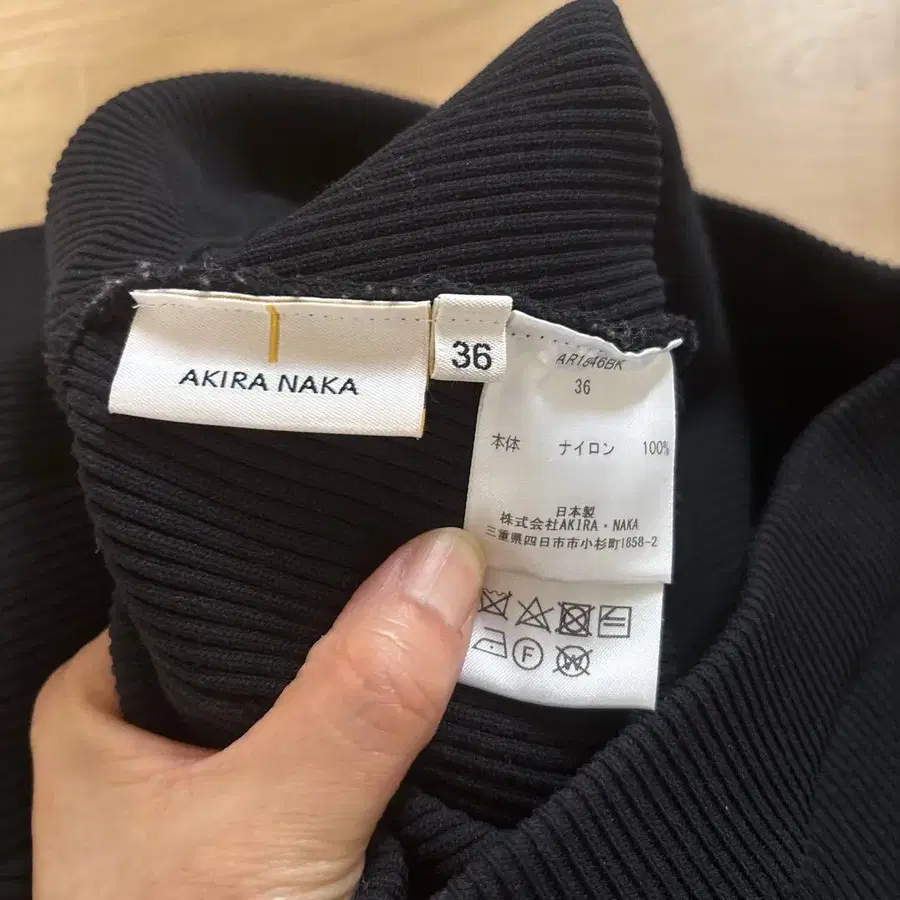 AKIRA NAKA
36
AR1846BK
36
本体 ナイロン 100%
日本製
株式会社AKIRA・NAKA
三重県四日市市小杉町1858-2
F
W